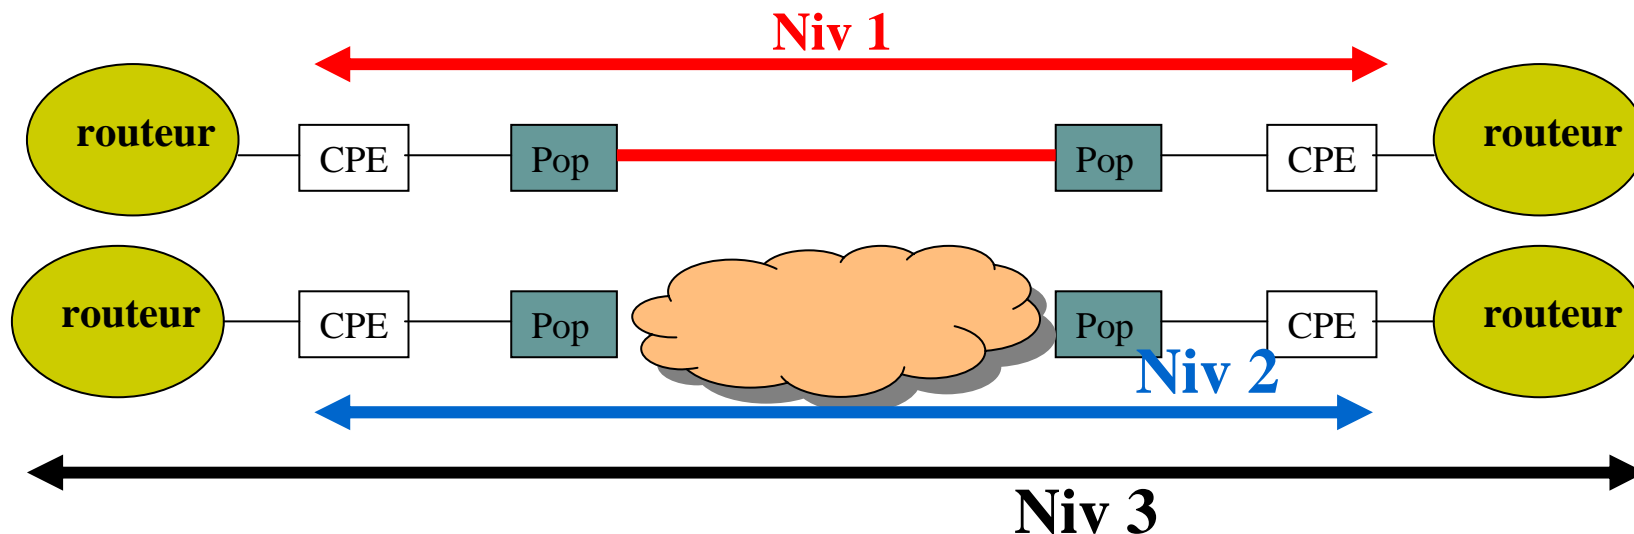 Niv 1
routeur CPE Pop Pop CPE routeur
routeur CPE Pop Pop CPE routeur
Niv 2
Niv 3